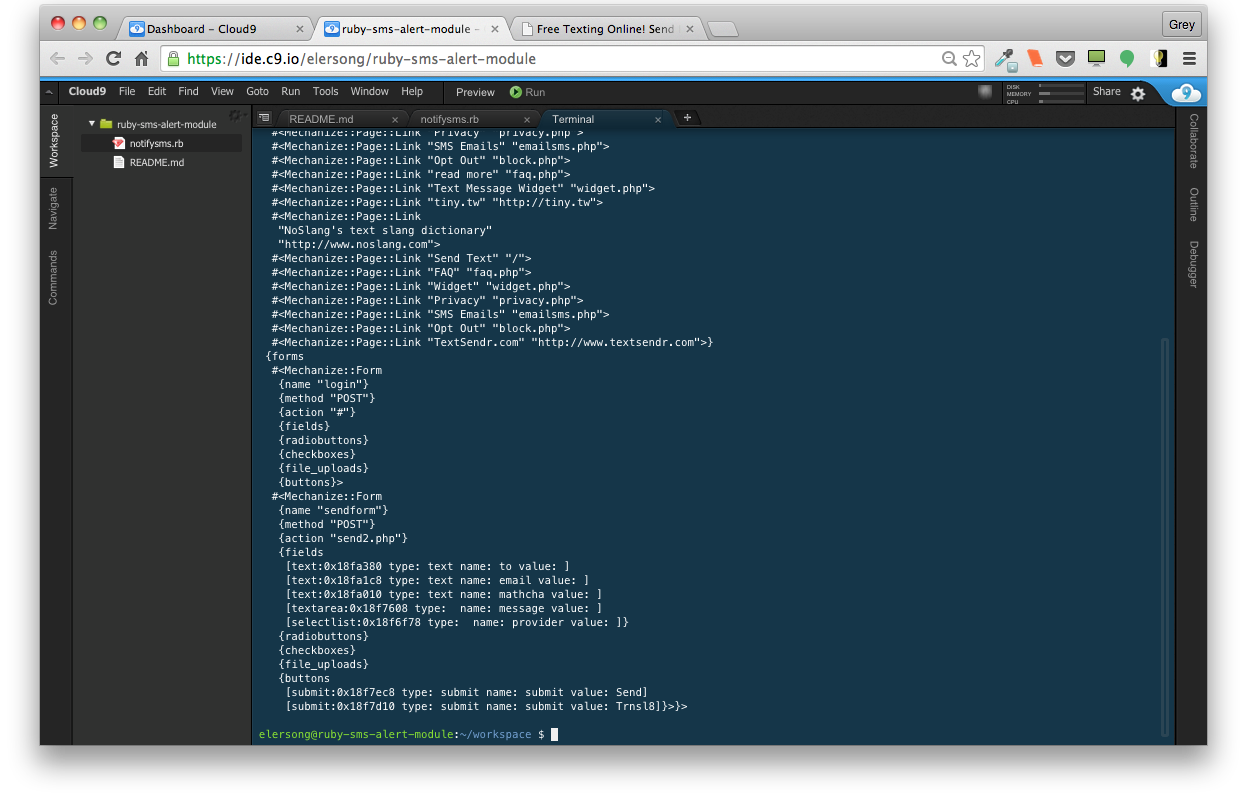 Dashboard - Cloud9
ruby-sms-alert-module -
Free Texting Online! Send
Grey
https://ide.c9.io/elersong/ruby-sms-alert-module
Cloud9 File Edit Find View Goto Run Tools Window Help Preview Run
DISK
MEMORY
CPU
Share
Workspace
Navigate
Commands
ruby-sms-alert-module
notifysms.rb
README.md
README.md
notifysms.rb
Terminal
#<Mechanize::Page::Link "Privacy" "privacy.php">
#<Mechanize::Page::Link "SMS Emails" "emailsms.php">
#<Mechanize::Page::Link "Opt Out" "block.php">
#<Mechanize::Page::Link "read more" "faq.php">
#<Mechanize::Page::Link "Text Message Widget" "widget.php">
#<Mechanize::Page::Link "tiny.tw" "http://tiny.tw">
#<Mechanize::Page::Link
"NoSlang's text slang dictionary"
"http://www.noslang.com">
#<Mechanize::Page::Link "Send Text" "/">
#<Mechanize::Page::Link "FAQ" "faq.php">
#<Mechanize::Page::Link "Widget" "widget.php">
#<Mechanize::Page::Link "Privacy" "privacy.php">
#<Mechanize::Page::Link "SMS Emails" "emailsms.php">
#<Mechanize::Page::Link "Opt Out" "block.php">
#<Mechanize::Page::Link "TextSendr.com" "http://www.textsendr.com">}
{forms
#<Mechanize::Form
{name "login"}
{method "POST"}
{action "#"}
{fields}
{radiobuttons}
{checkboxes}
{file_uploads}
{buttons}>
#<Mechanize::Form
{name "sendform"}
{method "POST"}
{action "send2.php"}
{fields
[text:0x18fa380 type: text name: to value: ]
[text:0x18fa1c8 type: text name: email value: ]
[text:0x18fa010 type: text name: mathcha value: ]
[textarea:0x18f7608 type:  name: message value: ]
[selectlist:0x18f6f78 type:  name: provider value: ]}
{radiobuttons}
{checkboxes}
{file_uploads}
{buttons
[submit:0x18f7ec8 type: submit name: submit value: Send]
[submit:0x18f7d10 type: submit name: submit value: Trnsl8]}>}>
elersong@ruby-sms-alert-module:~/workspace $
Collaborate
Outline
Debugger